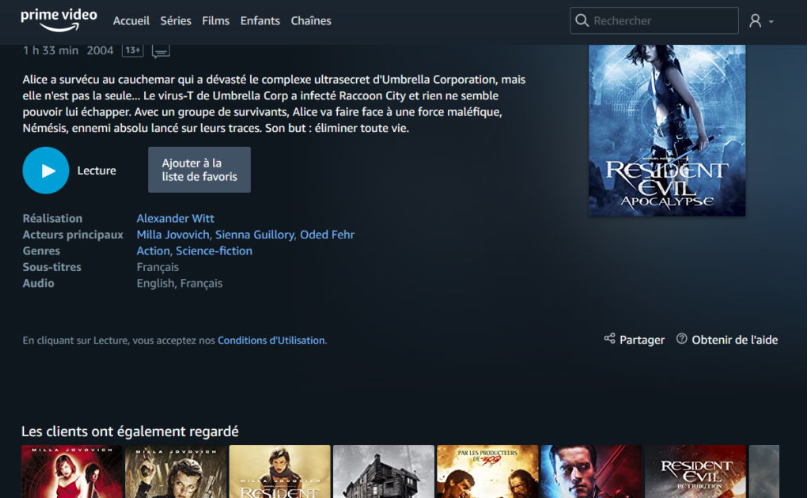 prime video
Accueil Séries Films Enfants Chaînes
Rechercher
1 h 33 min 2004 13+
Alice a survécu au cauchemar qui a dévasté le complexe ultrasecret d'Umbrella Corporation, mais
elle n'est pas la seule... Le virus-T de Umbrella Corp a infecté Raccoon City et rien ne semble
pouvoir lui échapper. Avec un groupe de survivants, Alice va faire face à une force maléfique,
Némésis, ennemi absolu lancé sur leurs traces. Son but : éliminer toute vie.
RESIDENT
EVIL
APOCALYPSE
Lecture
Ajouter à la
liste de favoris
Réalisation Alexander Witt
Acteurs principaux Milla Jovovich, Sienna Guillory, Oded Fehr
Genres Action, Science-fiction
Sous-titres Français
Audio English, Français
En cliquant sur Lecture, vous acceptez nos Conditions d'Utilisation.
Partager
Obtenir de l'aide
Les clients ont également regardé
MILLA JOVOVICH
MILLA JOVOVICH
MILLA JOVOVICH
RESIDENT
PAR LES PRODUCTEURS
DE 300
RESIDENT
EVIL
RETRIBUTION